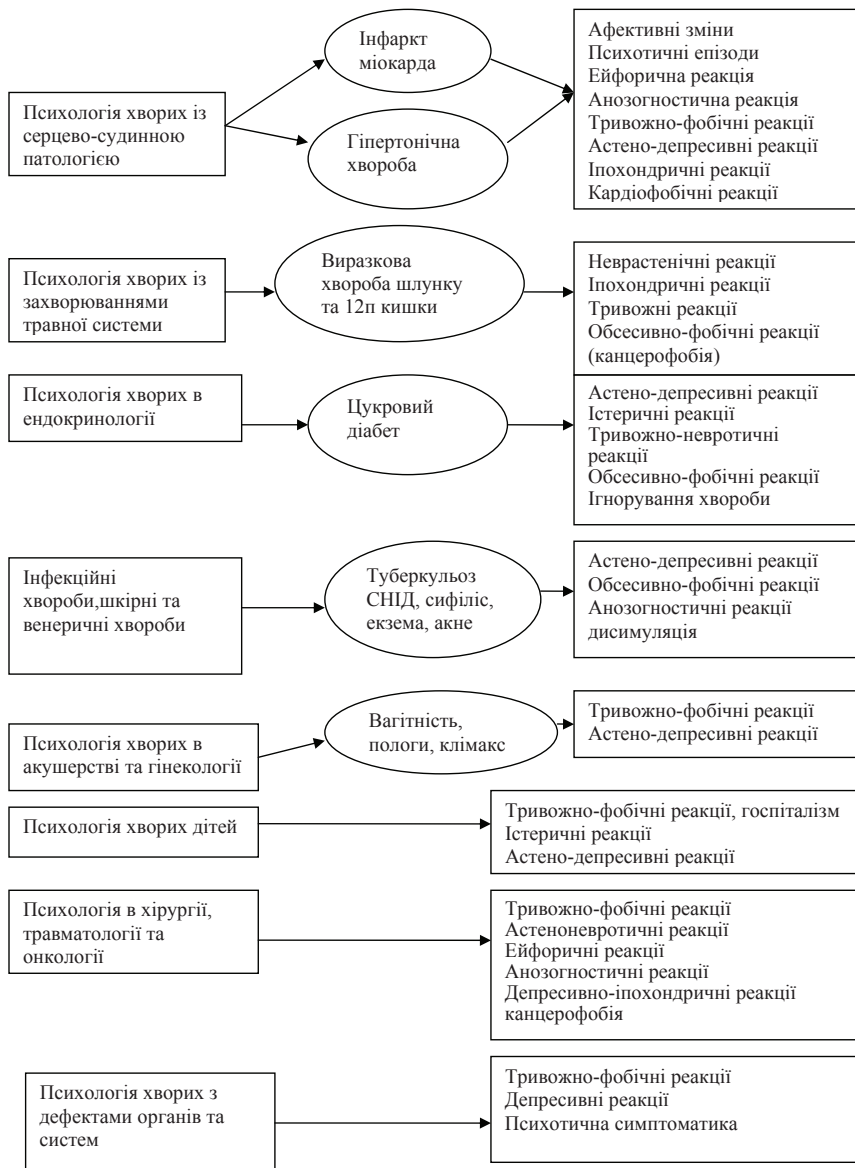 Психологія хворих із
серцево-судинною
патологією
Інфаркт
міокарда
Гіпертонічна
хвороба
Афективні зміни
Психотичні епізоди
Ейфорична реакція
Анозогностична реакція
Тривожно-фобічні реакції
Астено-депресивні реакції
Іпохондричні реакції
Кардіофобічні реакції
Психологія хворих із
захворюваннями
травної системи
Виразкова
хвороба шлунку
та 12п кишки
Неврастенічні реакції
Іпохондричні реакції
Тривожні реакції
Обсесивно-фобічні реакції
(канцерофобія)
Психологія хворих в
ендокринології
Цукровий
діабет
Астено-депресивні реакції
Істеричні реакції
Тривожно-невротичні
реакції
Обсесивно-фобічні реакції
Ігнорування хвороби
Інфекційні
хвороби,шкірні та
венеричні хвороби
Туберкульоз
СНІД, сифіліс,
екзема, акне
Астено-депресивні реакції
Обсесивно-фобічні реакції
Анозогностичні реакції
дисимуляція
Психологія хворих в
акушерстві та гінекології
Вагітність,
пологи, клімакс
Тривожно-фобічні реакції
Астено-депресивні реакції
Психологія хворих дітей
Тривожно-фобічні реакції, госпіталізм
Істеричні реакції
Астено-депресивні реакції
Психологія в хірургії,
травматології та
онкології
Тривожно-фобічні реакції
Астеноневротичні реакції
Ейфоричні реакції
Анозогностичні реакції
Депресивно-іпохондричні реакції
канцерофобія
Психологія хворих з
дефектами органів та
систем
Тривожно-фобічні реакції
Депресивні реакції
Психотична симптоматика